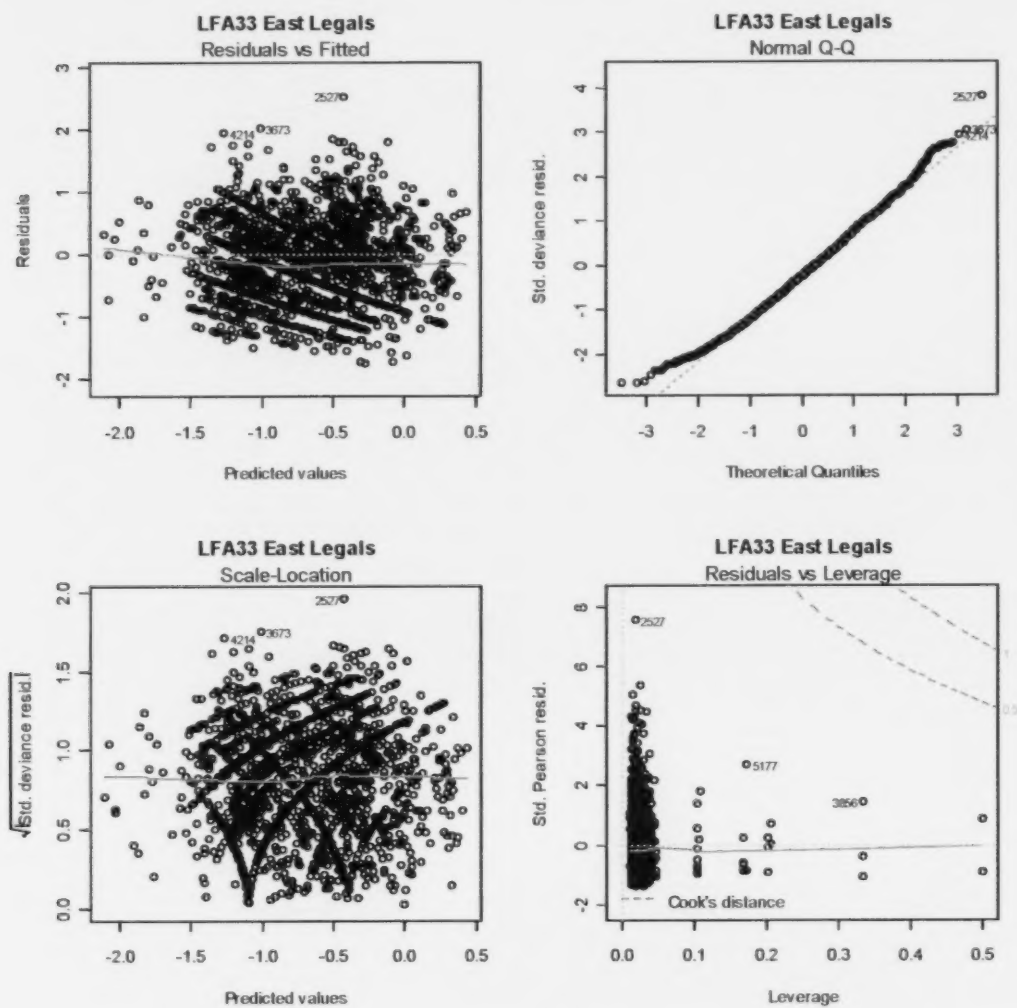 LFA33 East Legals
Residuals vs Fitted
3
2
1
0
-1
-2
Residuals
2527
4214
3673
-2.0 -1.5 -1.0 -0.5 0.0 0.5
Predicted values
LFA33 East Legals
Normal Q-Q
4
2
0
-2
Std. deviance resid.
2527
3673
4214
-3 -2 -1 0 1 2 3
Theoretical Quantiles
LFA33 East Legals
Scale-Location
2.0
1.5
1.0
0.5
0.0
√|Std. deviance resid.|
2527
4214
3673
-2.0 -1.5 -1.0 -0.5 0.0 0.5
Predicted values
LFA33 East Legals
Residuals vs Leverage
8
6
4
2
0
-2
Std. Pearson resid.
2527
5177
3856
1
0.5
Cook's distance
0.0 0.1 0.2 0.3 0.4 0.5
Leverage